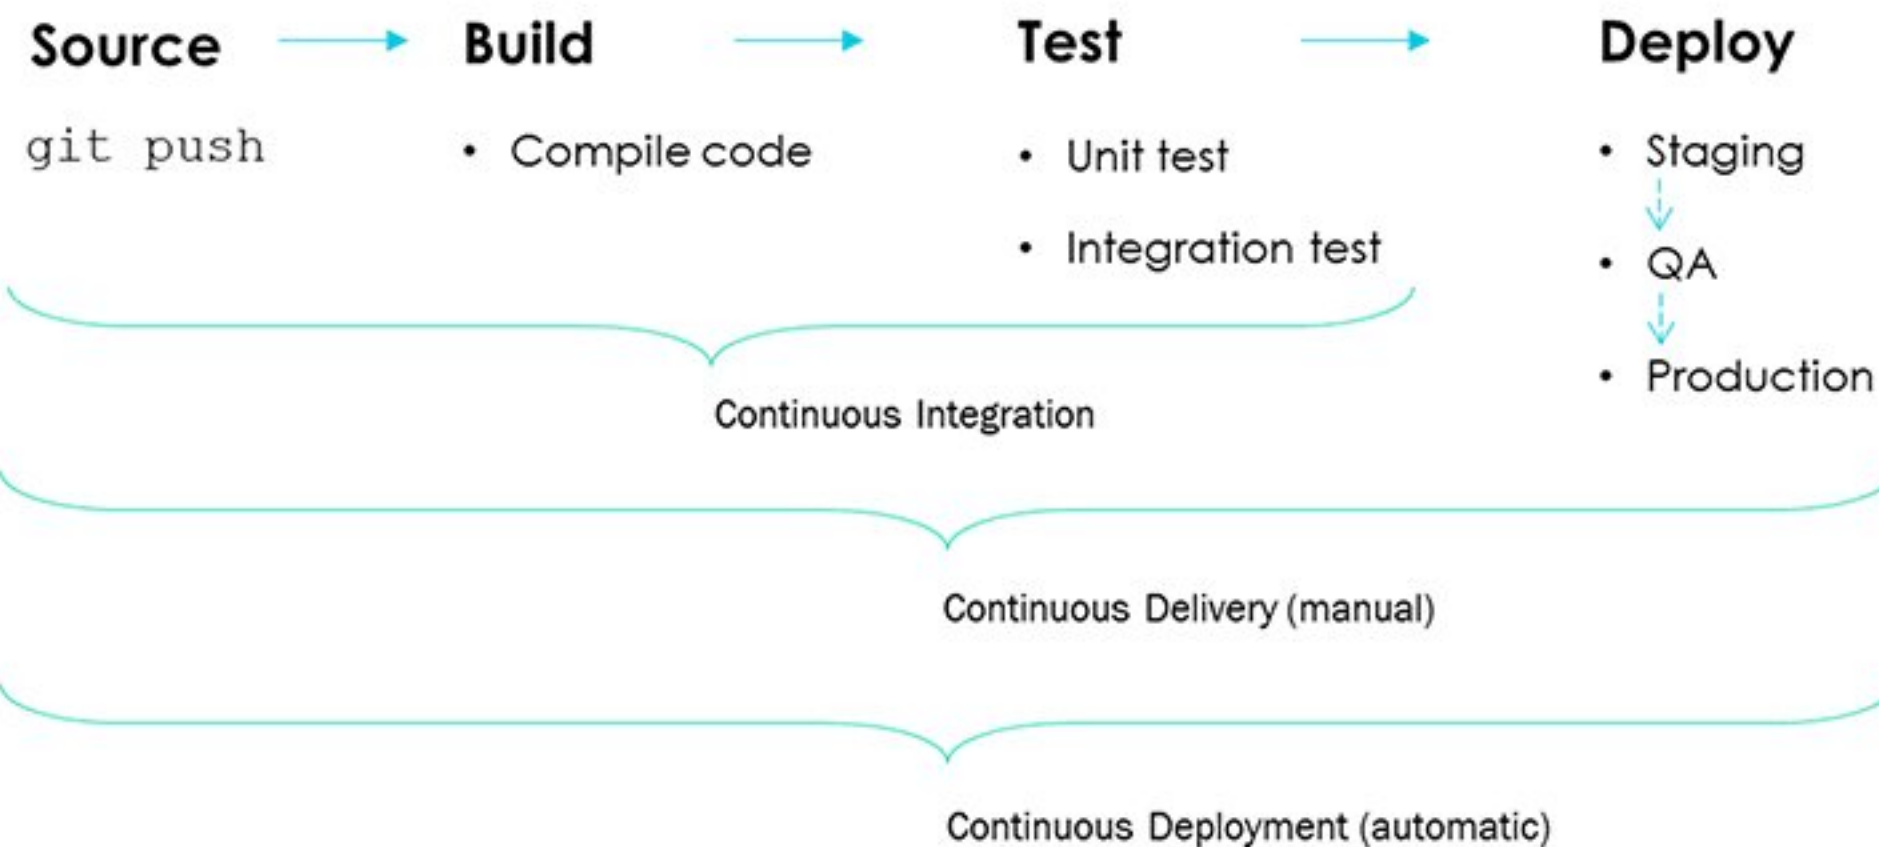 Source
Build
Test
Deploy
git push
• Compile code
• Unit test
• Integration test
• Staging
• QA
• Production
Continuous Integration
Continuous Delivery (manual)
Continuous Deployment (automatic)